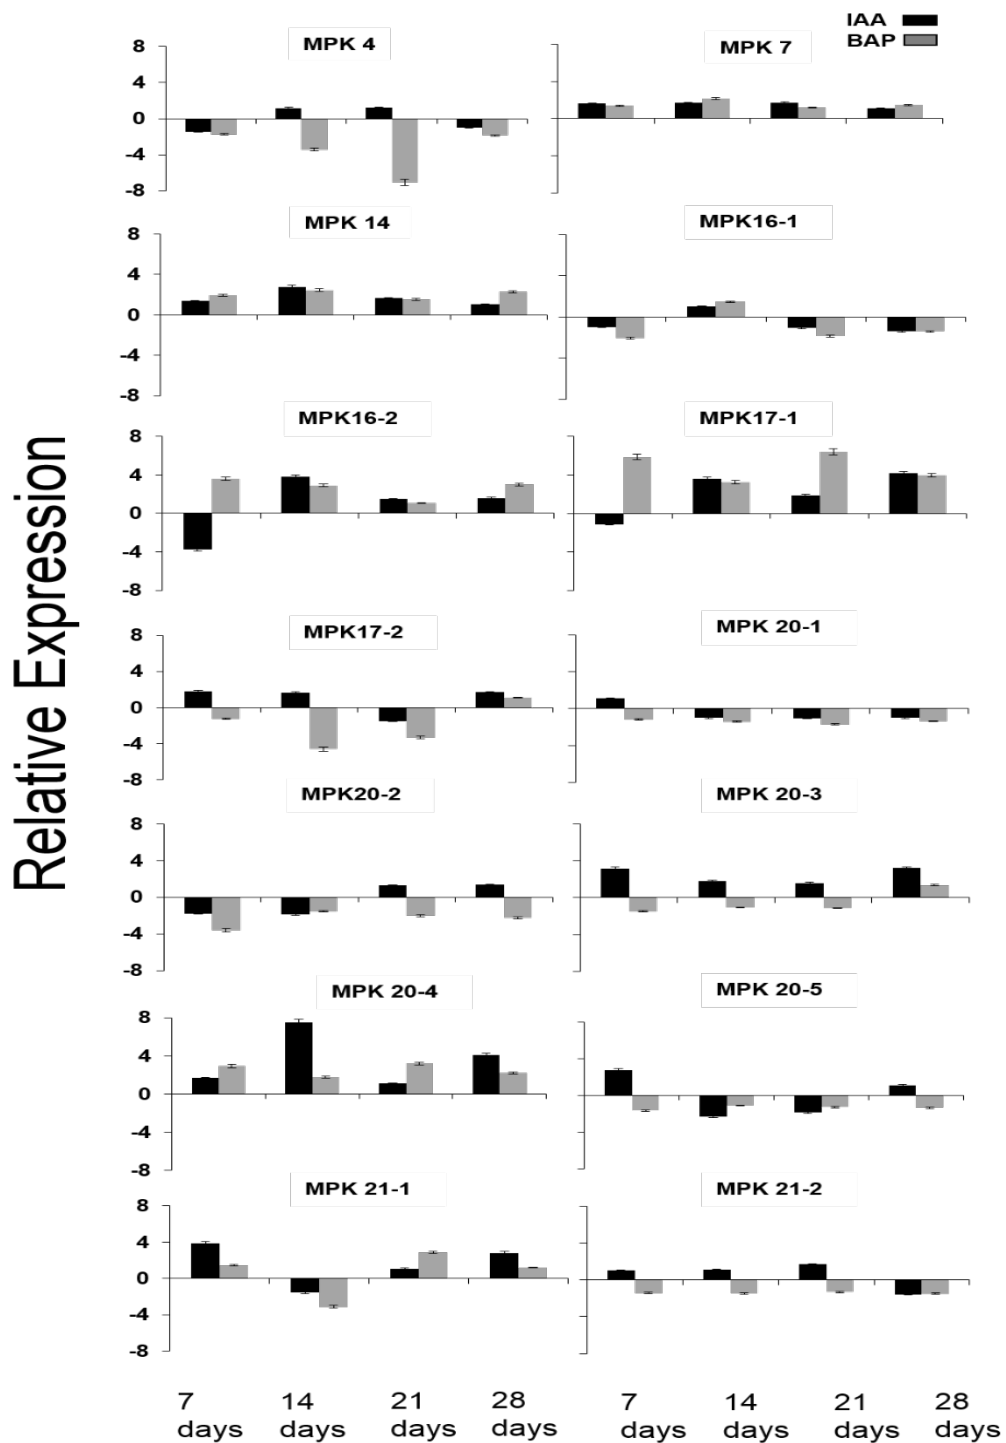 IAA
BAP
MPK 4
MPK 7
8
4
0
-4
-8
MPK 14
MPK16-1
8
4
0
-4
-8
MPK16-2
MPK17-1
8
4
0
-4
-8
MPK17-2
MPK 20-1
8
4
0
-4
-8
MPK20-2
MPK 20-3
8
4
0
-4
-8
MPK 20-4
MPK 20-5
8
4
0
-4
-8
MPK 21-1
MPK 21-2
8
4
0
-4
-8
Relative Expression
7 14 21 28 7 14 21 28
days days days days days days days days